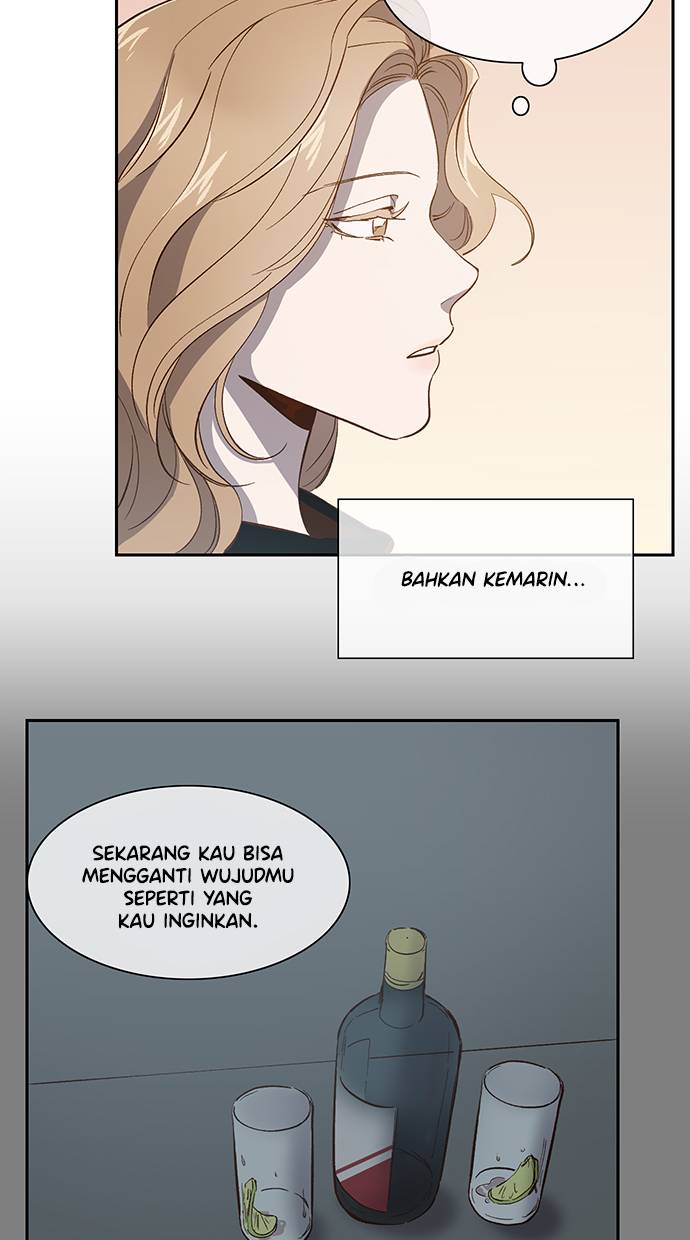 BAHKAN KEMARIN...
SEKARANG KAU BISA
MENGGANTI WUJUDMU
SEPERTI YANG
KAU INGINKAN.